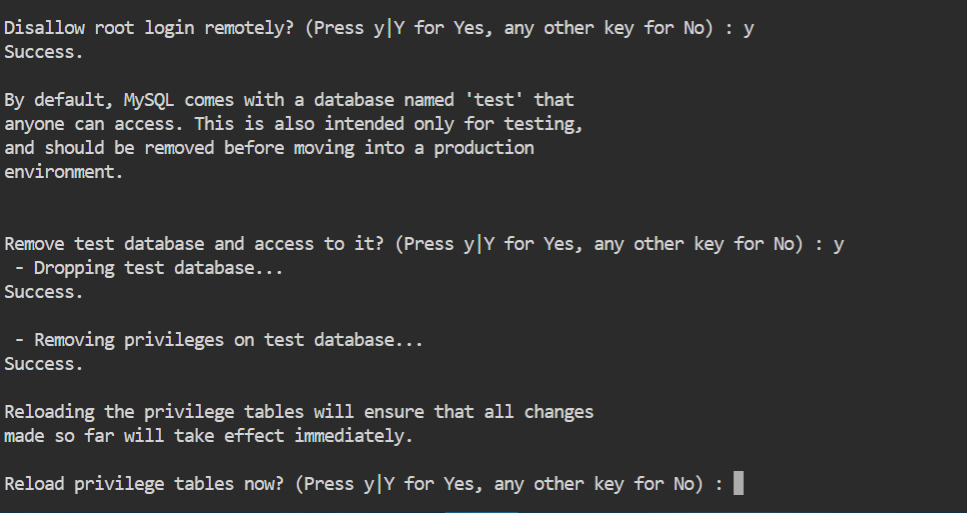 Disallow root login remotely? (Press y|Y for Yes, any other key for No) : y
Success.
By default, MySQL comes with a database named 'test' that
anyone can access. This is also intended only for testing,
and should be removed before moving into a production
environment.
Remove test database and access to it? (Press y|Y for Yes, any other key for No) : y
 - Dropping test database...
Success.
 - Removing privileges on test database...
Success.
Reloading the privilege tables will ensure that all changes
made so far will take effect immediately.
Reload privilege tables now? (Press y|Y for Yes, any other key for No) :